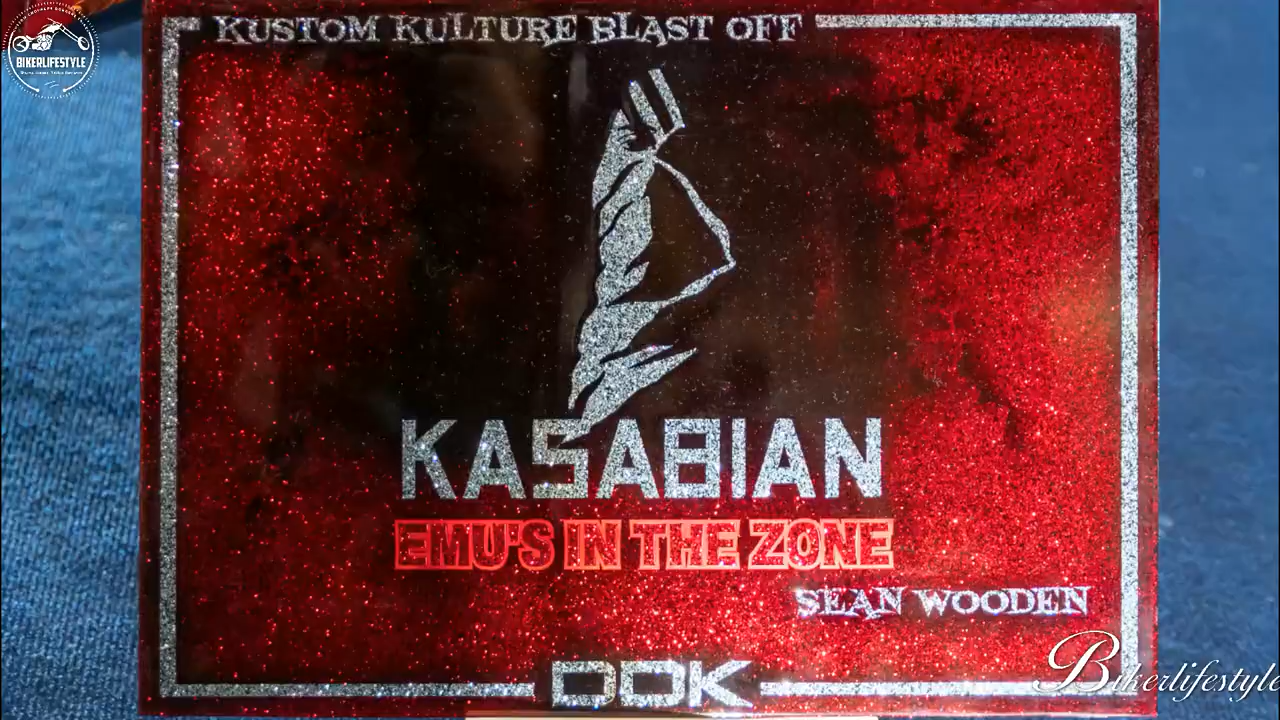 KUSTOM KULTURE BLAST OFF
BIKERLIFESTYLE
KASABIAN
EMU'S IN THE ZONE
SEAN WOODEN
DDK
Bikerlifestyle